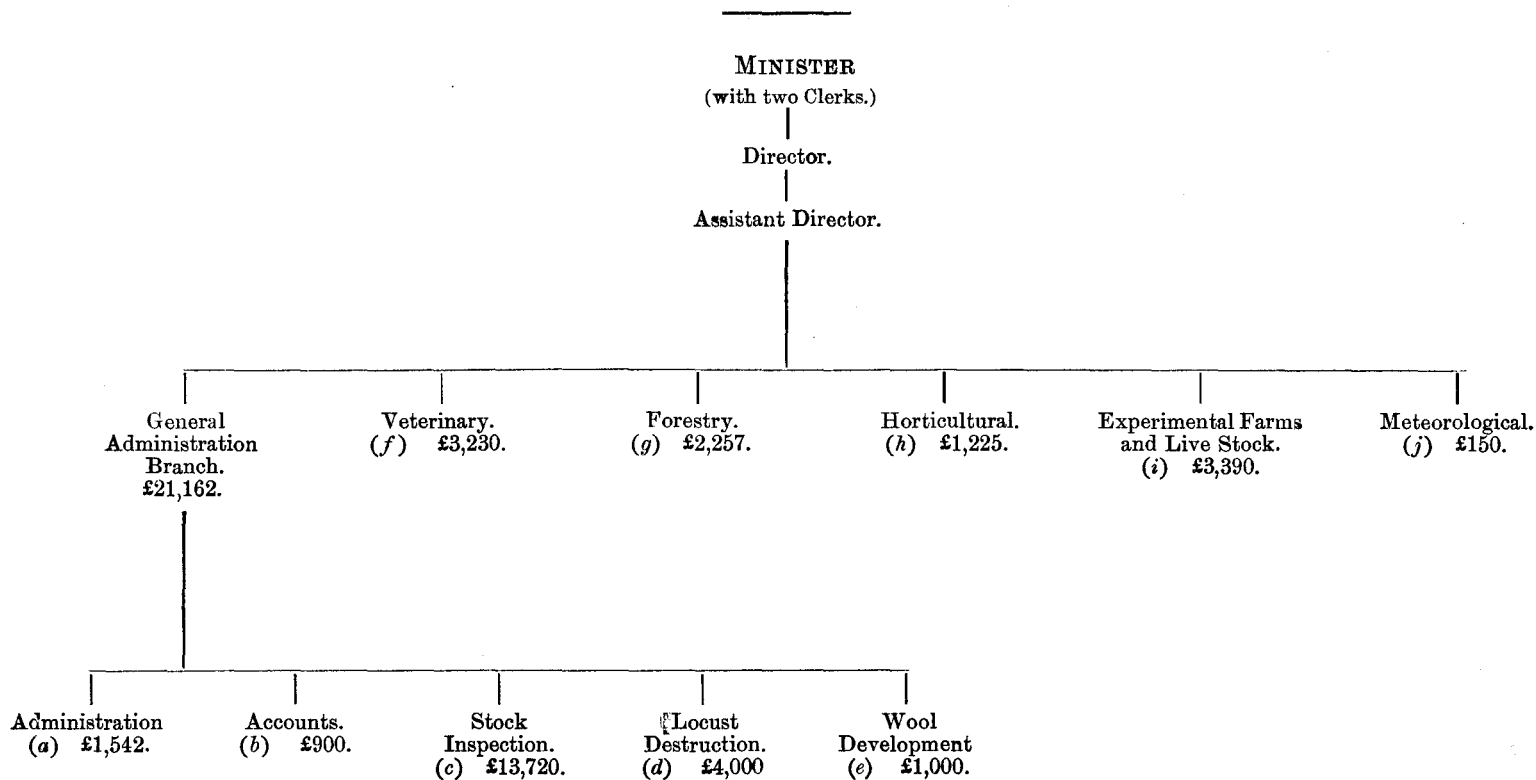 MINISTER
(with two Clerks.)
Director.
Assistant Director.
General
Administration
Branch.
£21,162.
Veterinary.
(f) £3,230.
Forestry.
(g) £2,257.
Horticultural.
(h) £1,225.
Experimental Farms
and Live Stock.
(i) £3,390.
Meteorological.
(j) £150.
Administration
(a) £1,542.
Accounts.
(b) £900.
Stock
Inspection.
(c) £13,720.
Locust
Destruction.
(d) £4,000
Wool
Development
(e) £1,000.